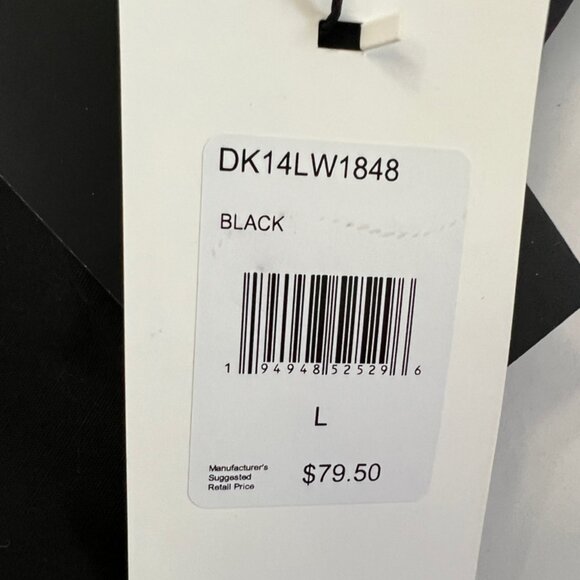 DK14LW1848
BLACK
1 94948 52529 6
L
Manufacturer's
Suggested
Retail Price
$79.50